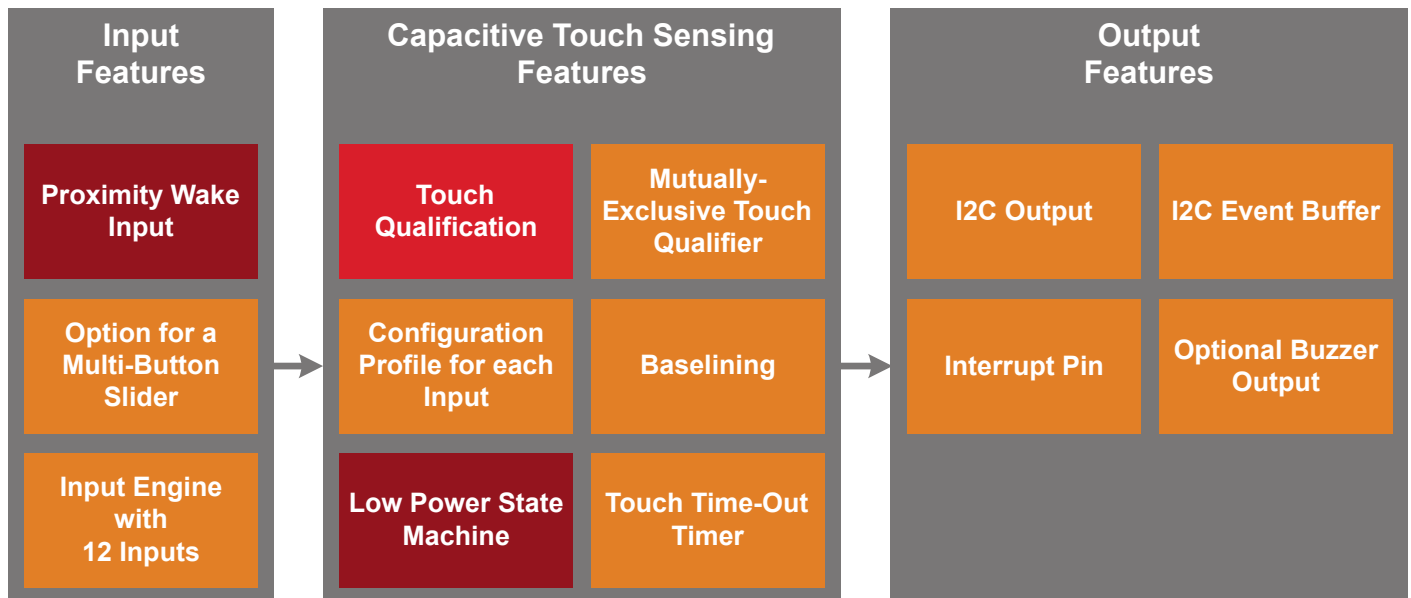 Input
Features
Proximity Wake
Input
Option for a
Multi-Button
Slider
Input Engine
with
12 Inputs
Capacitive Touch Sensing
Features
Touch
Qualification
Mutually-
Exclusive Touch
Qualifier
Configuration
Profile for each
Input
Baselining
Low Power State
Machine
Touch Time-Out
Timer
Output
Features
I2C Output
I2C Event Buffer
Interrupt Pin
Optional Buzzer
Output